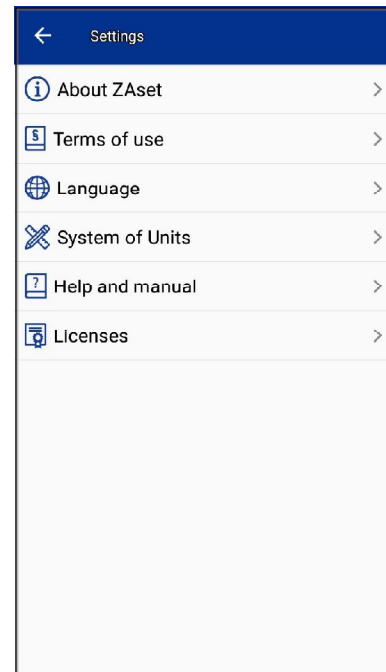 Settings
About ZAset
Terms of use
Language
System of Units
Help and manual
Licenses